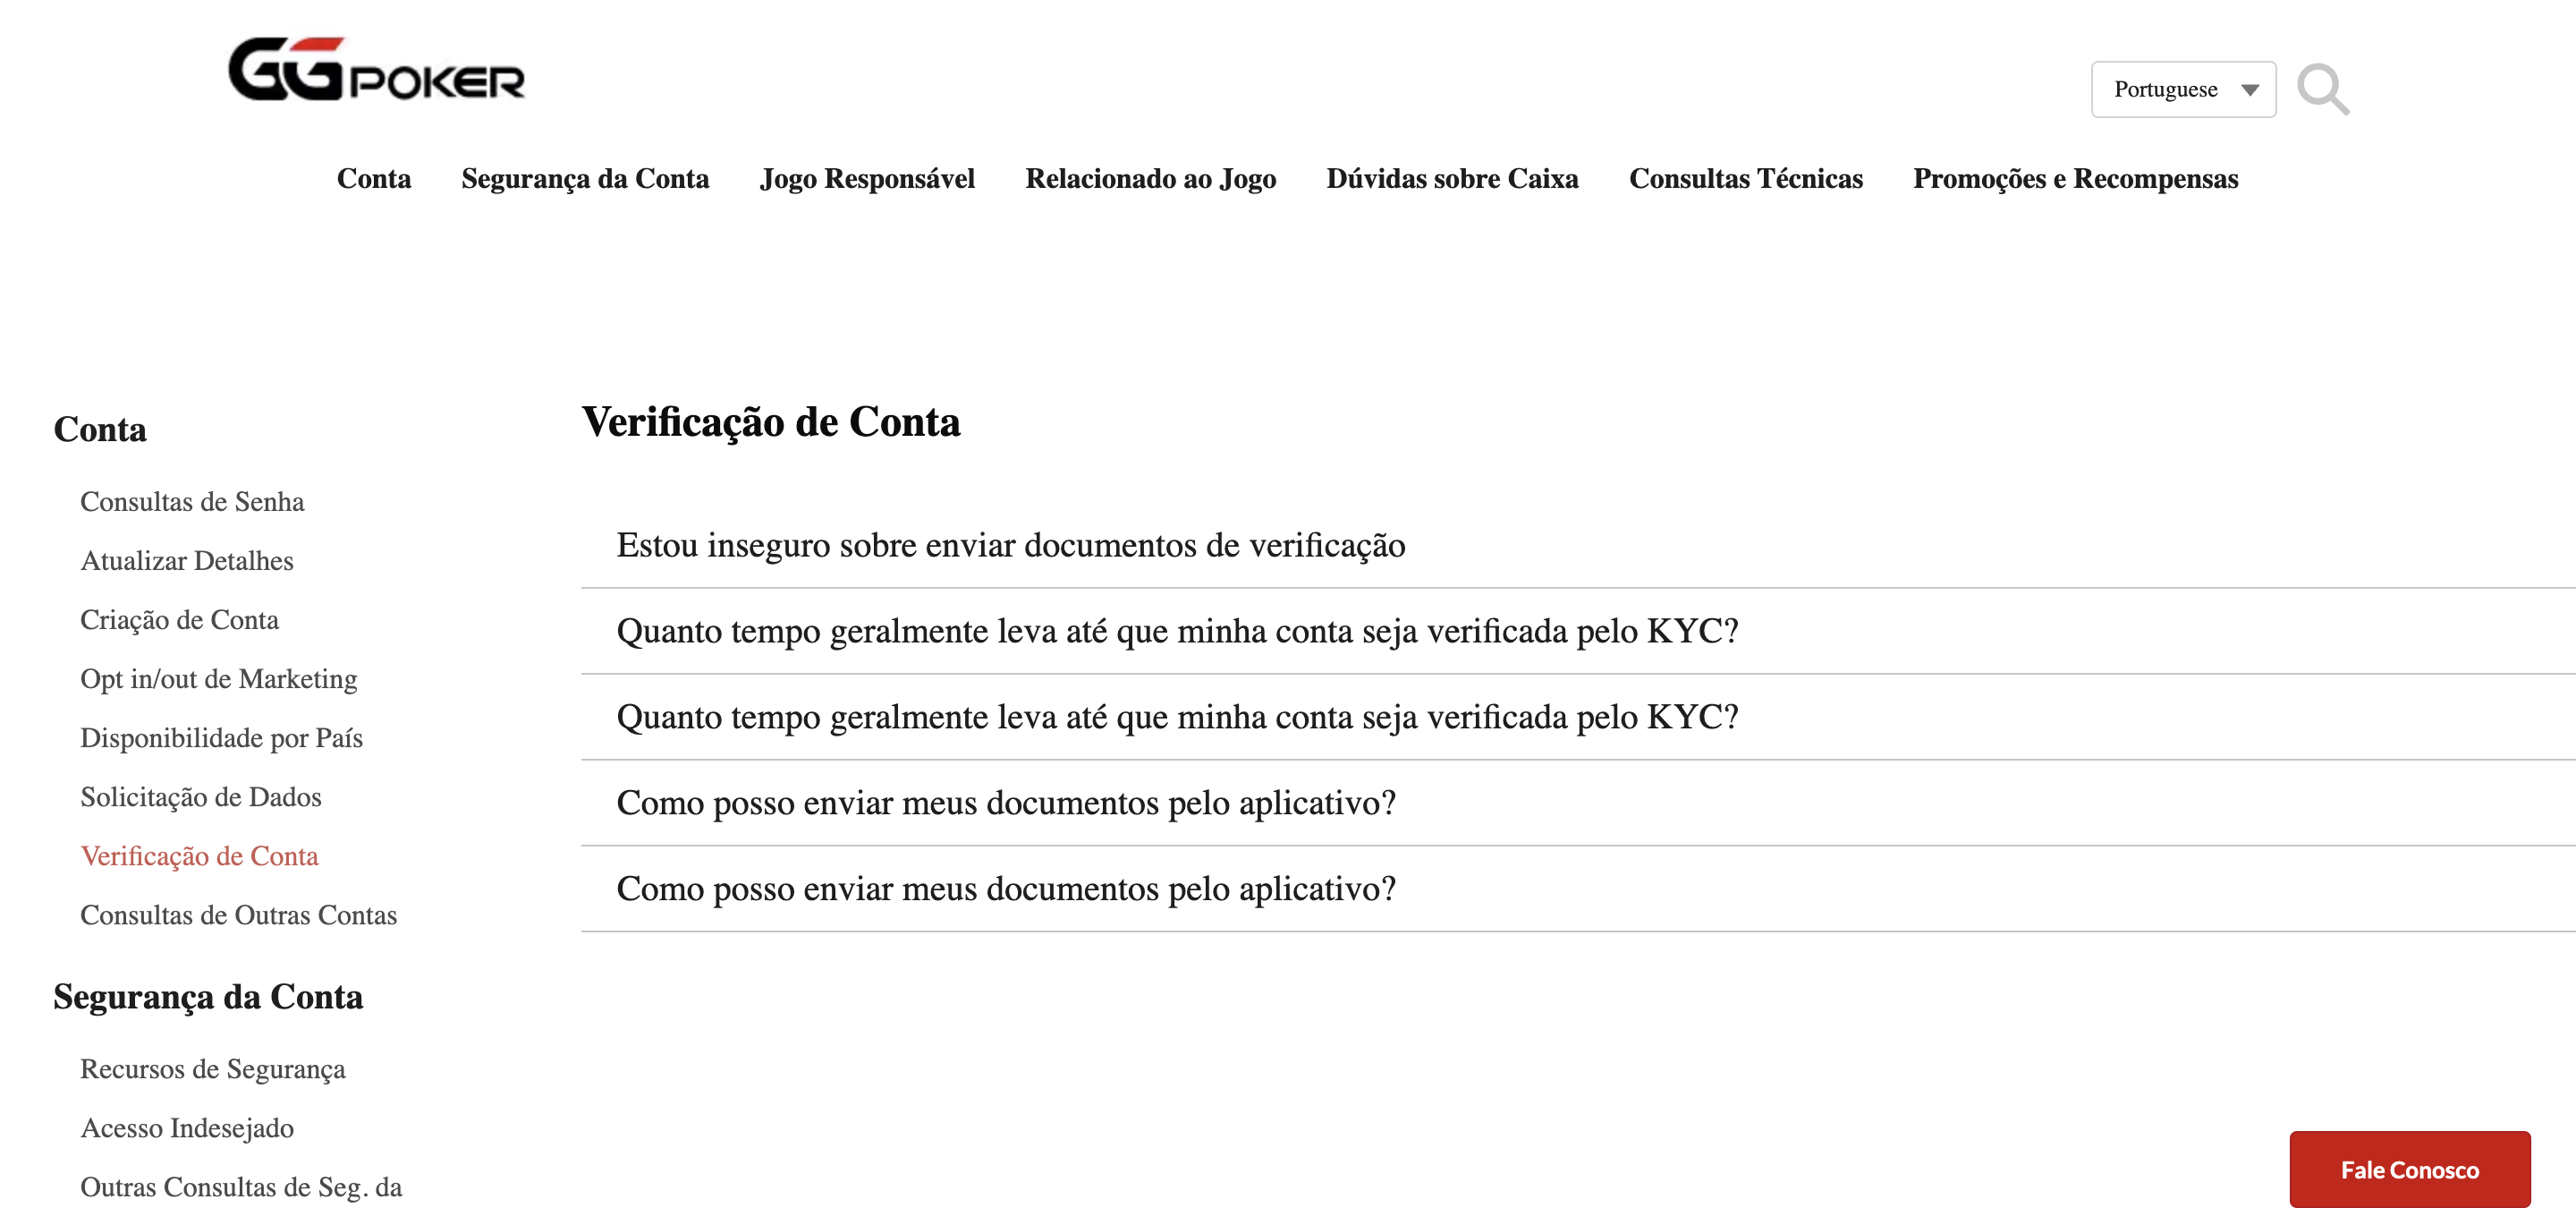 GGPOKER
Portuguese
Conta Segurança da Conta Jogo Responsável Relacionado ao Jogo Dúvidas sobre Caixa Consultas Técnicas Promoções e Recompensas
Conta
Consultas de Senha
Atualizar Detalhes
Criação de Conta
Opt in/out de Marketing
Disponibilidade por País
Solicitação de Dados
Verificação de Conta
Consultas de Outras Contas
Segurança da Conta
Recursos de Segurança
Acesso Indesejado
Outras Consultas de Seg. da
Verificação de Conta
Estou inseguro sobre enviar documentos de verificação
Quanto tempo geralmente leva até que minha conta seja verificada pelo KYC?
Quanto tempo geralmente leva até que minha conta seja verificada pelo KYC?
Como posso enviar meus documentos pelo aplicativo?
Como posso enviar meus documentos pelo aplicativo?
Fale Conosco